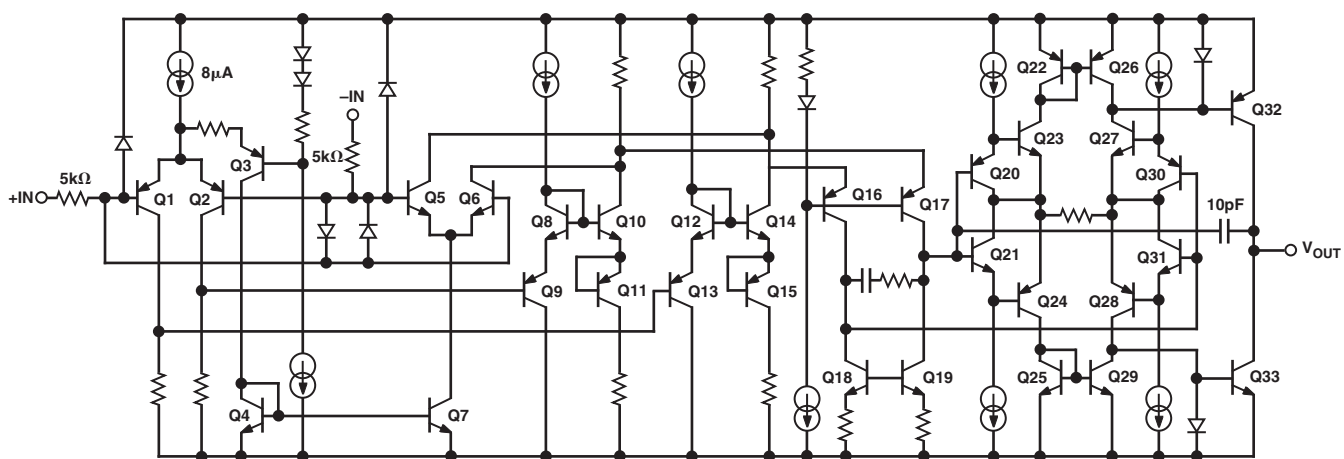 8μA
–IN
5kΩ
+IN
5kΩ
Q1
Q2
Q3
Q4
Q5
Q6
Q7
Q8
Q9
Q10
Q11
Q12
Q13
Q14
Q15
Q16
Q17
Q18
Q19
Q20
Q21
Q22
Q23
Q24
Q25
Q26
Q27
Q28
Q29
Q30
Q31
Q32
Q33
10pF
VOUT